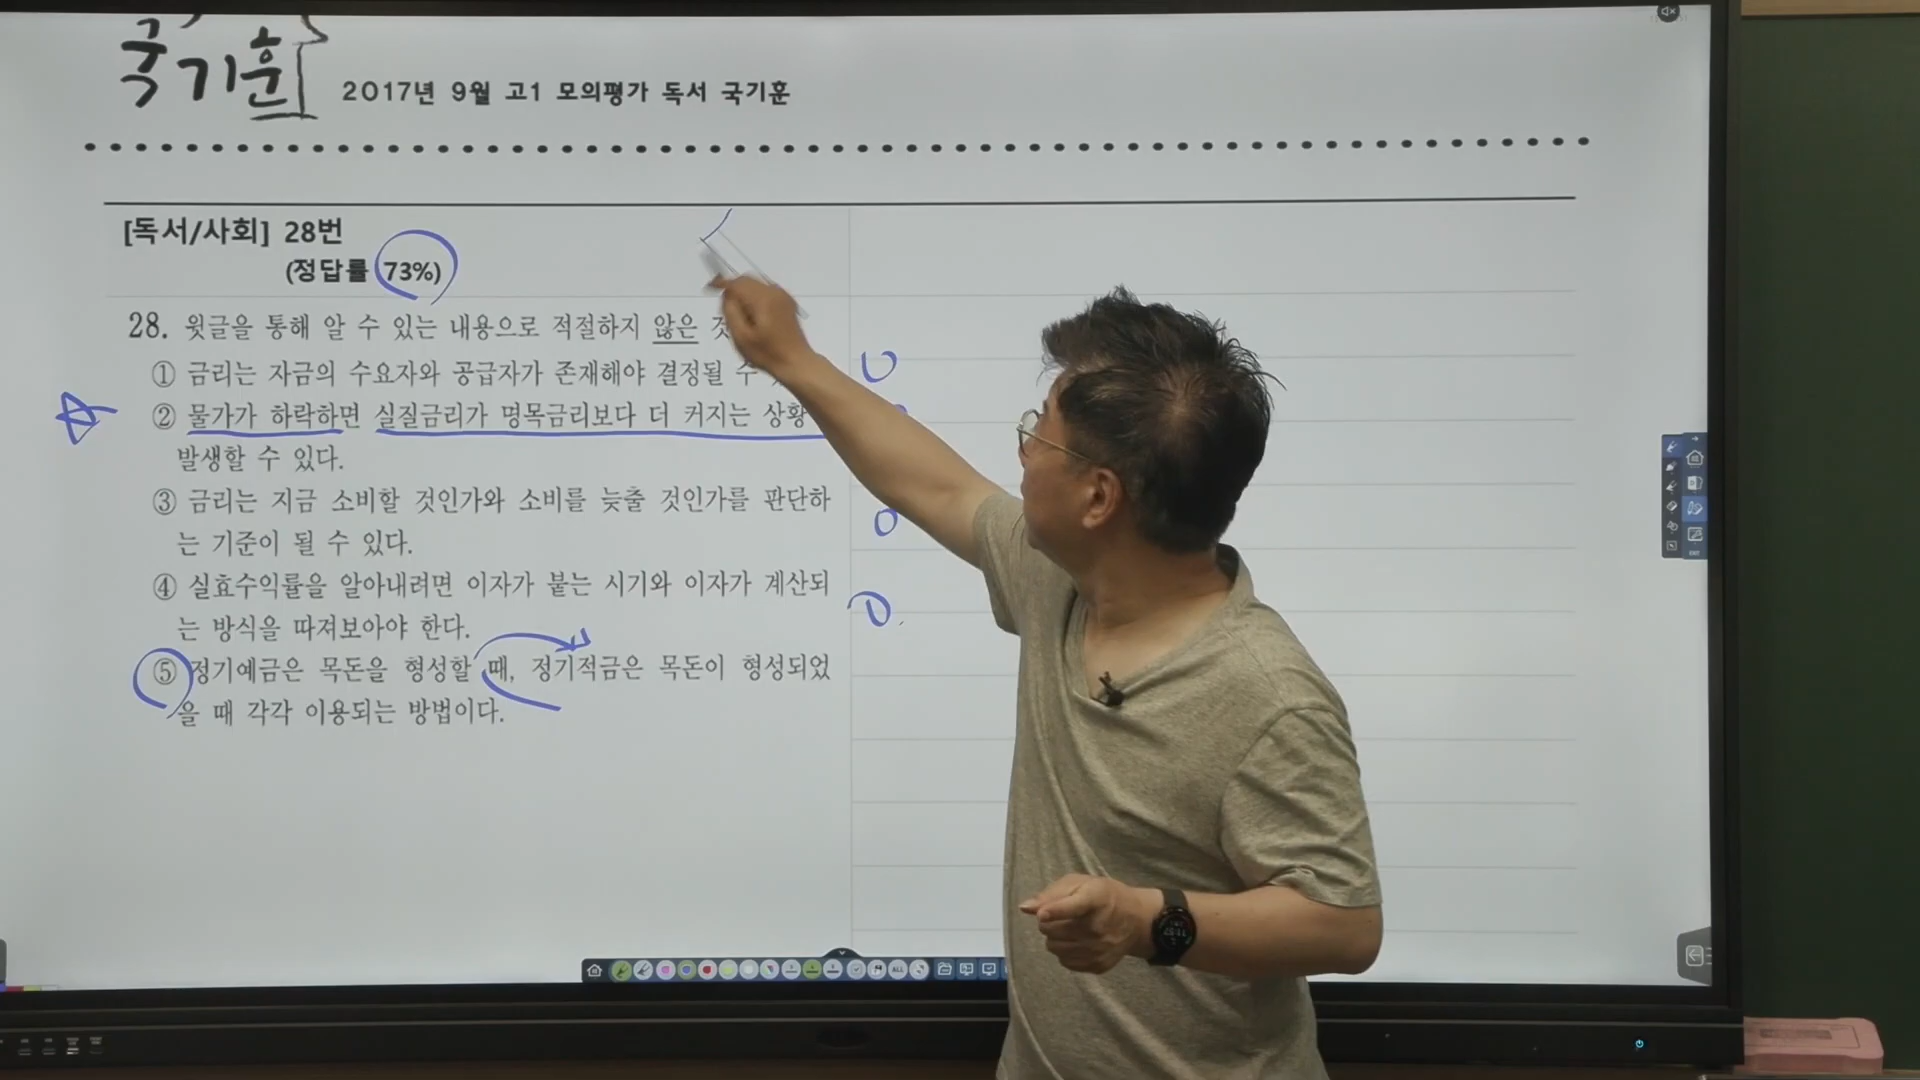 국기훈
2017년 9월 고1 모의평가 독서 국기훈
[독서/사회] 28번
(정답률 73%)
28. 윗글을 통해 알 수 있는 내용으로 적절하지 않은
① 금리는 자금의 수요자와 공급자가 존재해야 결정될 수
② 물가가 하락하면 실질금리가 명목금리보다 더 커지는 상황
발생할 수 있다.
③ 금리는 지금 소비할 것인가와 소비를 늦출 것인가를 판단하
는 기준이 될 수 있다.
④ 실효수익률을 알아내려면 이자가 붙는 시기와 이자가 계산되
는 방식을 따져보아야 한다.
⑤ 정기예금은 목돈을 형성할 때, 정기적금은 목돈이 형성되었
을 때 각각 이용되는 방법이다.
ALL